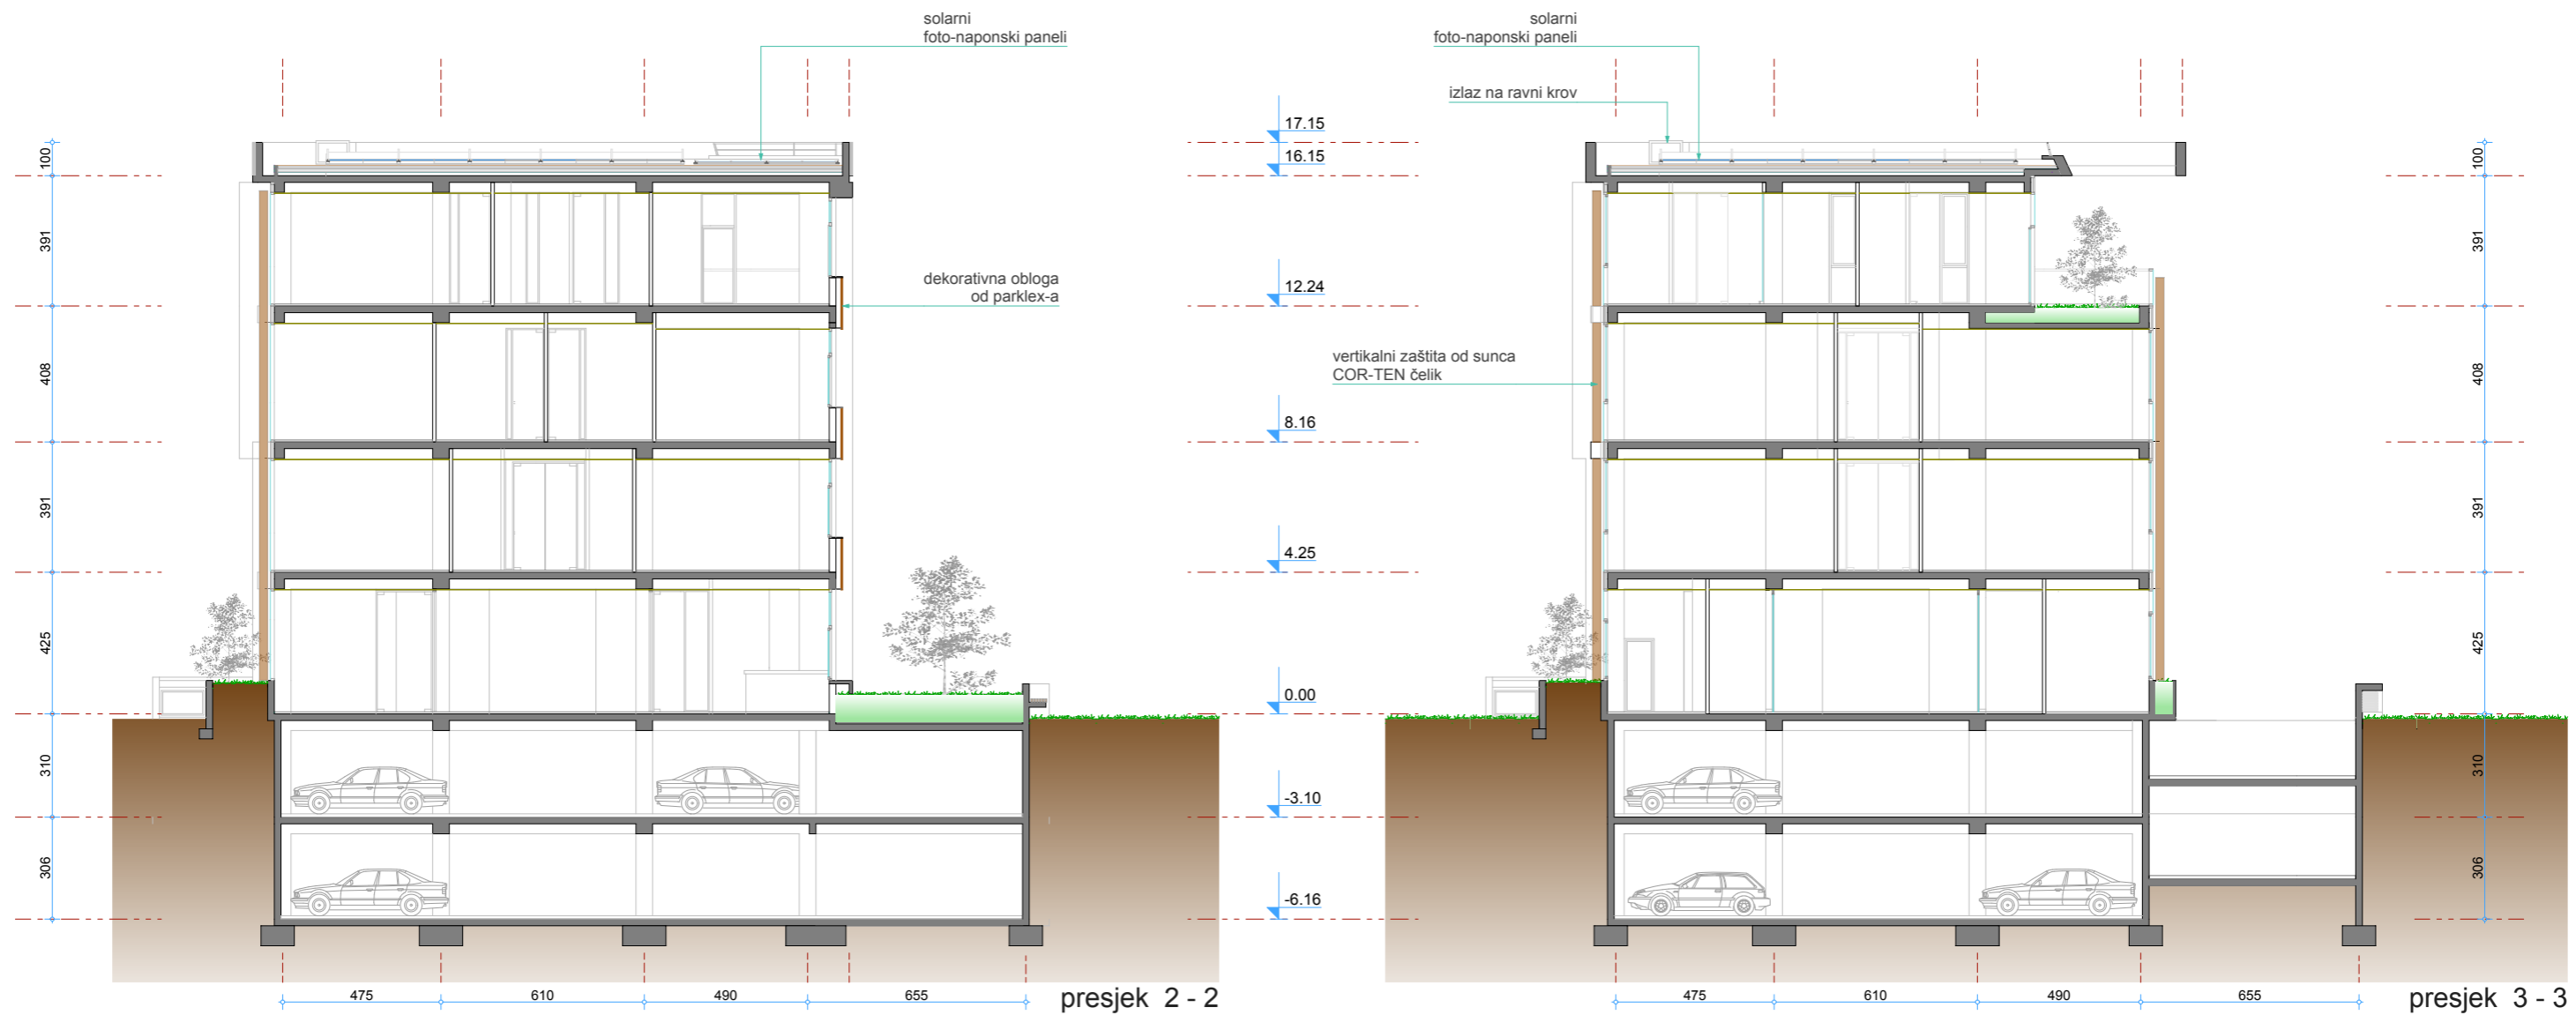 solarni
foto-naponski paneli
solarni
foto-naponski paneli
izlaz na ravni krov
17.15
16.15
100
100
391
391
dekorativna obloga
od parklex-a
12.24
vertikalni zaštita od sunca
COR-TEN čelik
408
408
8.16
391
391
4.25
425
425
0.00
310
310
-3.10
306
306
-6.16
475
610
490
655
presjek 2 - 2
475
610
490
655
presjek 3 - 3